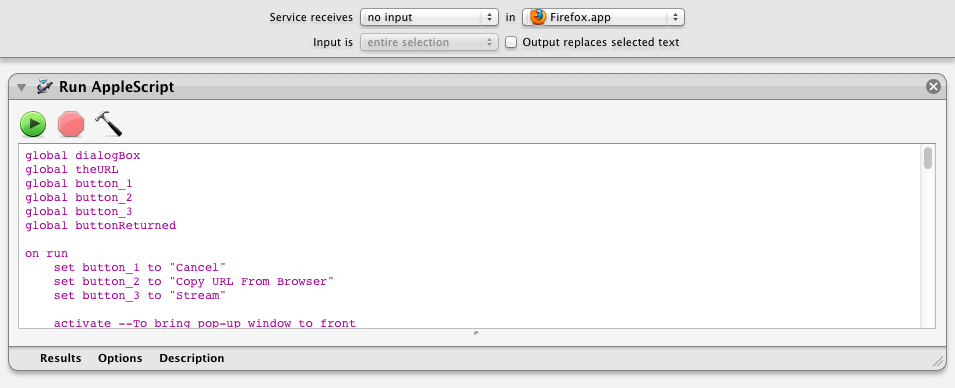 Service receives no input in Firefox.app
Input is entire selection Output replaces selected text
Run AppleScript
global dialogBox
global theURL
global button_1
global button_2
global button_3
global buttonReturned
on run
set button_1 to "Cancel"
set button_2 to "Copy URL From Browser"
set button_3 to "Stream"
activate --To bring pop-up window to front
Results Options Description